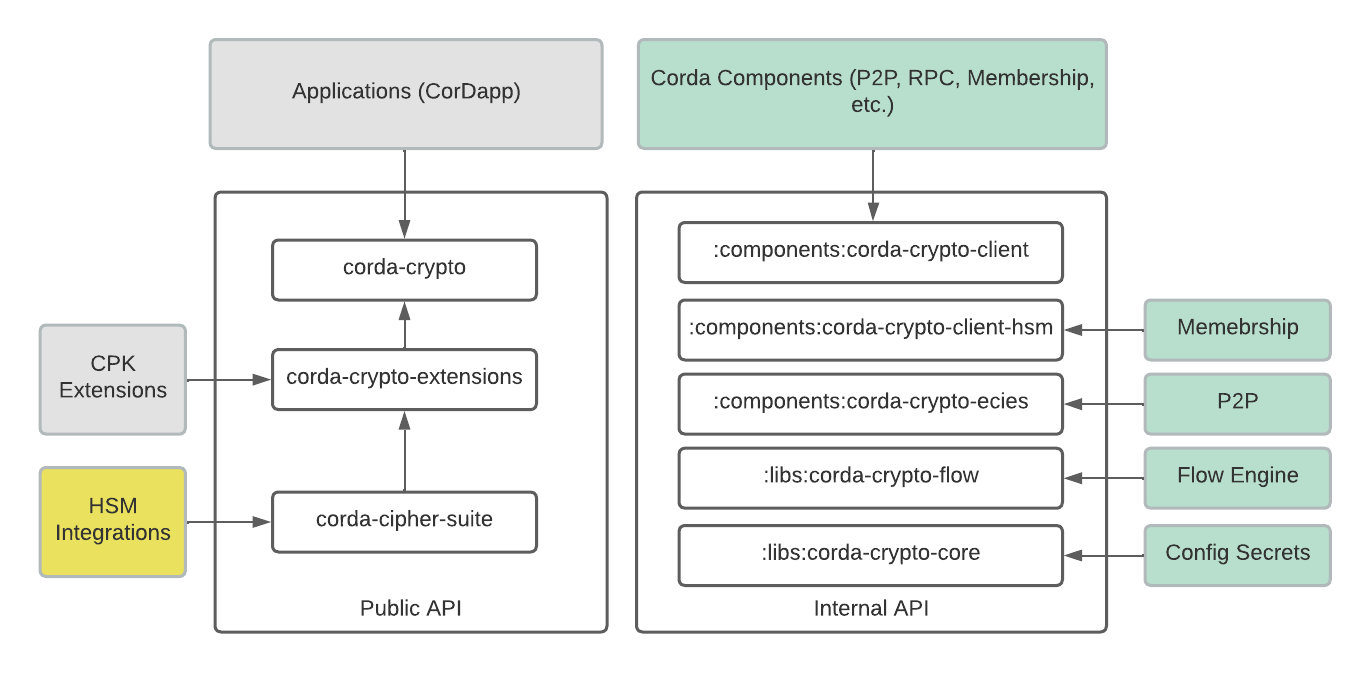 Applications (CorDapp)
Corda Components (P2P, RPC, Membership,
etc.)
corda-crypto
CPK
Extensions
corda-crypto-extensions
HSM
Integrations
corda-cipher-suite
Public API
:components:corda-crypto-client
:components:corda-crypto-client-hsm
Memebrship
:components:corda-crypto-ecies
P2P
:libs:corda-crypto-flow
Flow Engine
:libs:corda-crypto-core
Config Secrets
Internal API